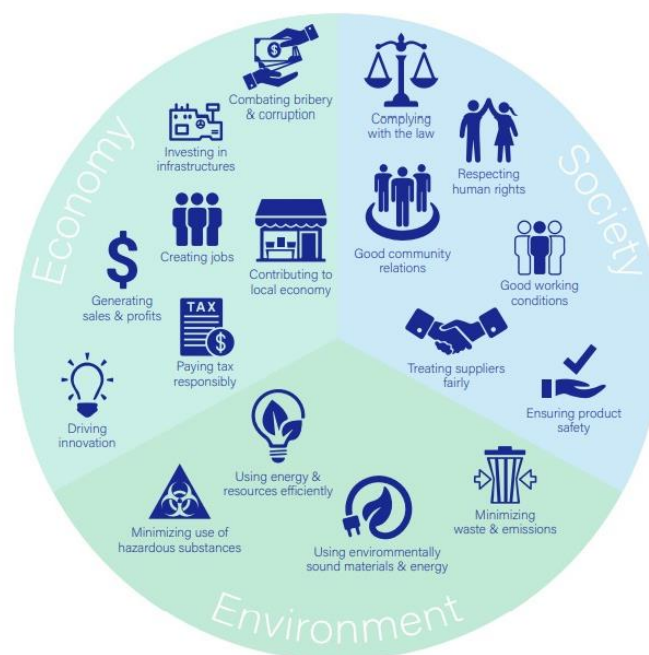 Economy
Combating bribery
& corruption
Investing in
infrastructures
Creating jobs
Contributing to
local economy
$
Generating
sales & profits
TAX
$
Paying tax
responsibly
Driving
innovation
Society
Complying
with the law
Respecting
human rights
Good community
relations
Good working
conditions
Treating suppliers
fairly
Ensuring product
safety
Using energy &
resources efficiently
Minimizing use of
hazardous substances
Using envirommentally
sound materials & energy
Minimizing
waste & emissions
Environment